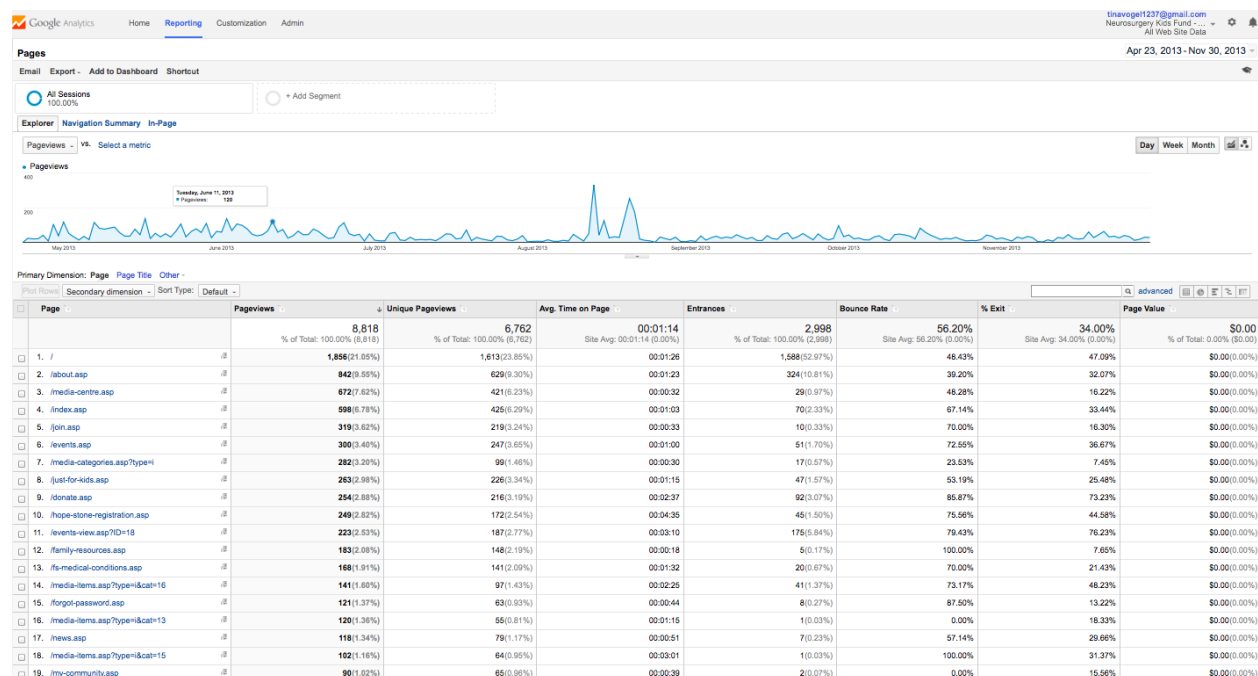 Google Analytics Home Reporting Customization Admin
tinavogel1237@gmail.com
Neurosurgery Kids Fund - ...
All Web Site Data
Pages
Apr 23, 2013 - Nov 30, 2013
Email Export Add to Dashboard Shortcut
All Sessions
100.00%
+ Add Segment
Explorer Navigation Summary In-Page
Pageviews VS. Select a metric
Day Week Month
Pageviews
400
200
Tuesday, June 11, 2013
Pageviews: 120
May 2013 June 2013 July 2013 August 2013 September 2013 October 2013 November 2013
Primary Dimension: Page Page Title Other
Plot Rows Secondary dimension Sort Type: Default advanced
Page Pageviews Unique Pageviews Avg. Time on Page Entrances Bounce Rate % Exit Page Value
8,818 6,762 00:01:14 2,998 56.20% 34.00% $0.00
% of Total: 100.00% (8,818) % of Total: 100.00% (6,762) Site Avg: 00:01:14 (0.00%) % of Total: 100.00% (2,998) Site Avg: 56.20% (0.00%) Site Avg: 34.00% (0.00%) % of Total: 0.00% ($0.00)
1. / 1,856(21.05%) 1,613(23.85%) 00:01:26 1,588(52.97%) 48.43% 47.09% $0.00(0.00%)
2. /about.asp 842(9.55%) 629(9.30%) 00:01:23 324(10.81%) 39.20% 32.07% $0.00(0.00%)
3. /media-centre.asp 672(7.62%) 421(6.23%) 00:00:32 29(0.97%) 48.28% 16.22% $0.00(0.00%)
4. /index.asp 598(6.78%) 425(6.29%) 00:01:03 70(2.33%) 67.14% 33.44% $0.00(0.00%)
5. /join.asp 319(3.62%) 219(3.24%) 00:00:33 10(0.33%) 70.00% 16.30% $0.00(0.00%)
6. /events.asp 300(3.40%) 247(3.65%) 00:01:00 51(1.70%) 72.55% 36.67% $0.00(0.00%)
7. /media-categories.asp?type=i 282(3.20%) 99(1.46%) 00:00:30 17(0.57%) 23.53% 7.45% $0.00(0.00%)
8. /just-for-kids.asp 263(2.98%) 226(3.34%) 00:01:15 47(1.57%) 53.19% 25.48% $0.00(0.00%)
9. /donate.asp 254(2.88%) 216(3.19%) 00:02:37 92(3.07%) 85.87% 73.23% $0.00(0.00%)
10. /hope-stone-registration.asp 249(2.82%) 172(2.54%) 00:04:35 45(1.50%) 75.56% 44.58% $0.00(0.00%)
11. /events-view.asp?ID=18 223(2.53%) 187(2.77%) 00:03:10 175(5.84%) 79.43% 76.23% $0.00(0.00%)
12. /family-resources.asp 183(2.08%) 148(2.19%) 00:00:18 5(0.17%) 100.00% 7.65% $0.00(0.00%)
13. /fs-medical-conditions.asp 168(1.91%) 141(2.09%) 00:01:32 20(0.67%) 70.00% 21.43% $0.00(0.00%)
14. /media-items.asp?type=i&cat=16 141(1.60%) 97(1.43%) 00:02:25 41(1.37%) 73.17% 48.23% $0.00(0.00%)
15. /forgot-password.asp 121(1.37%) 63(0.93%) 00:00:44 8(0.27%) 87.50% 13.22% $0.00(0.00%)
16. /media-items.asp?type=i&cat=13 120(1.36%) 55(0.81%) 00:01:15 1(0.03%) 0.00% 18.33% $0.00(0.00%)
17. /news.asp 118(1.34%) 79(1.17%) 00:00:51 7(0.23%) 57.14% 29.66% $0.00(0.00%)
18. /media-items.asp?type=i&cat=15 102(1.16%) 64(0.95%) 00:03:01 1(0.03%) 100.00% 31.37% $0.00(0.00%)
19. /my-community.asp 90(1.02%) 65(0.96%) 00:00:39 2(0.07%) 0.00% 15.56% $0.00(0.00%)